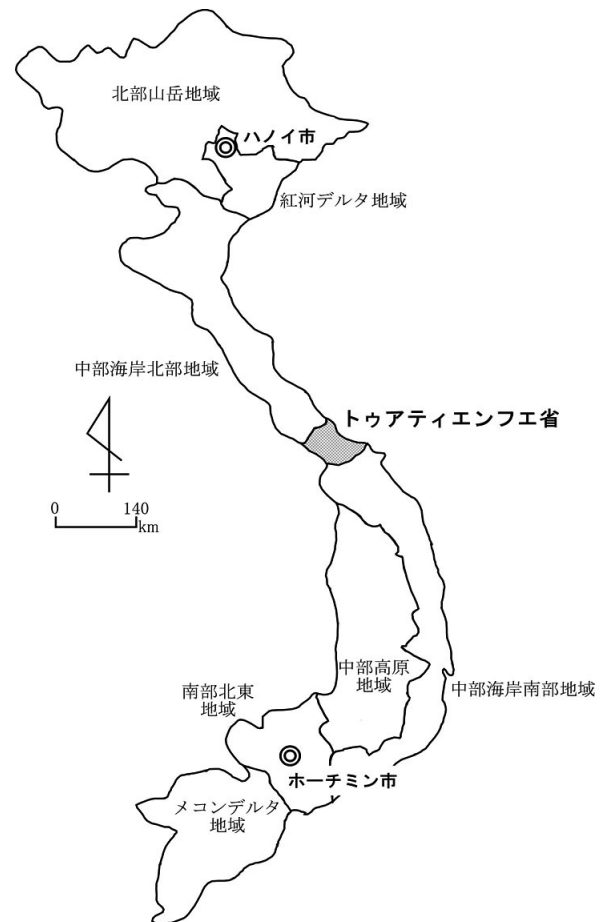 北部山岳地域
ハノイ市
紅河デルタ地域
中部海岸北部地域
トゥアティエンフエ省
0 140
km
中部高原
地域
南部北東
地域
中部海岸南部地域
ホーチミン市
メコンデルタ
地域